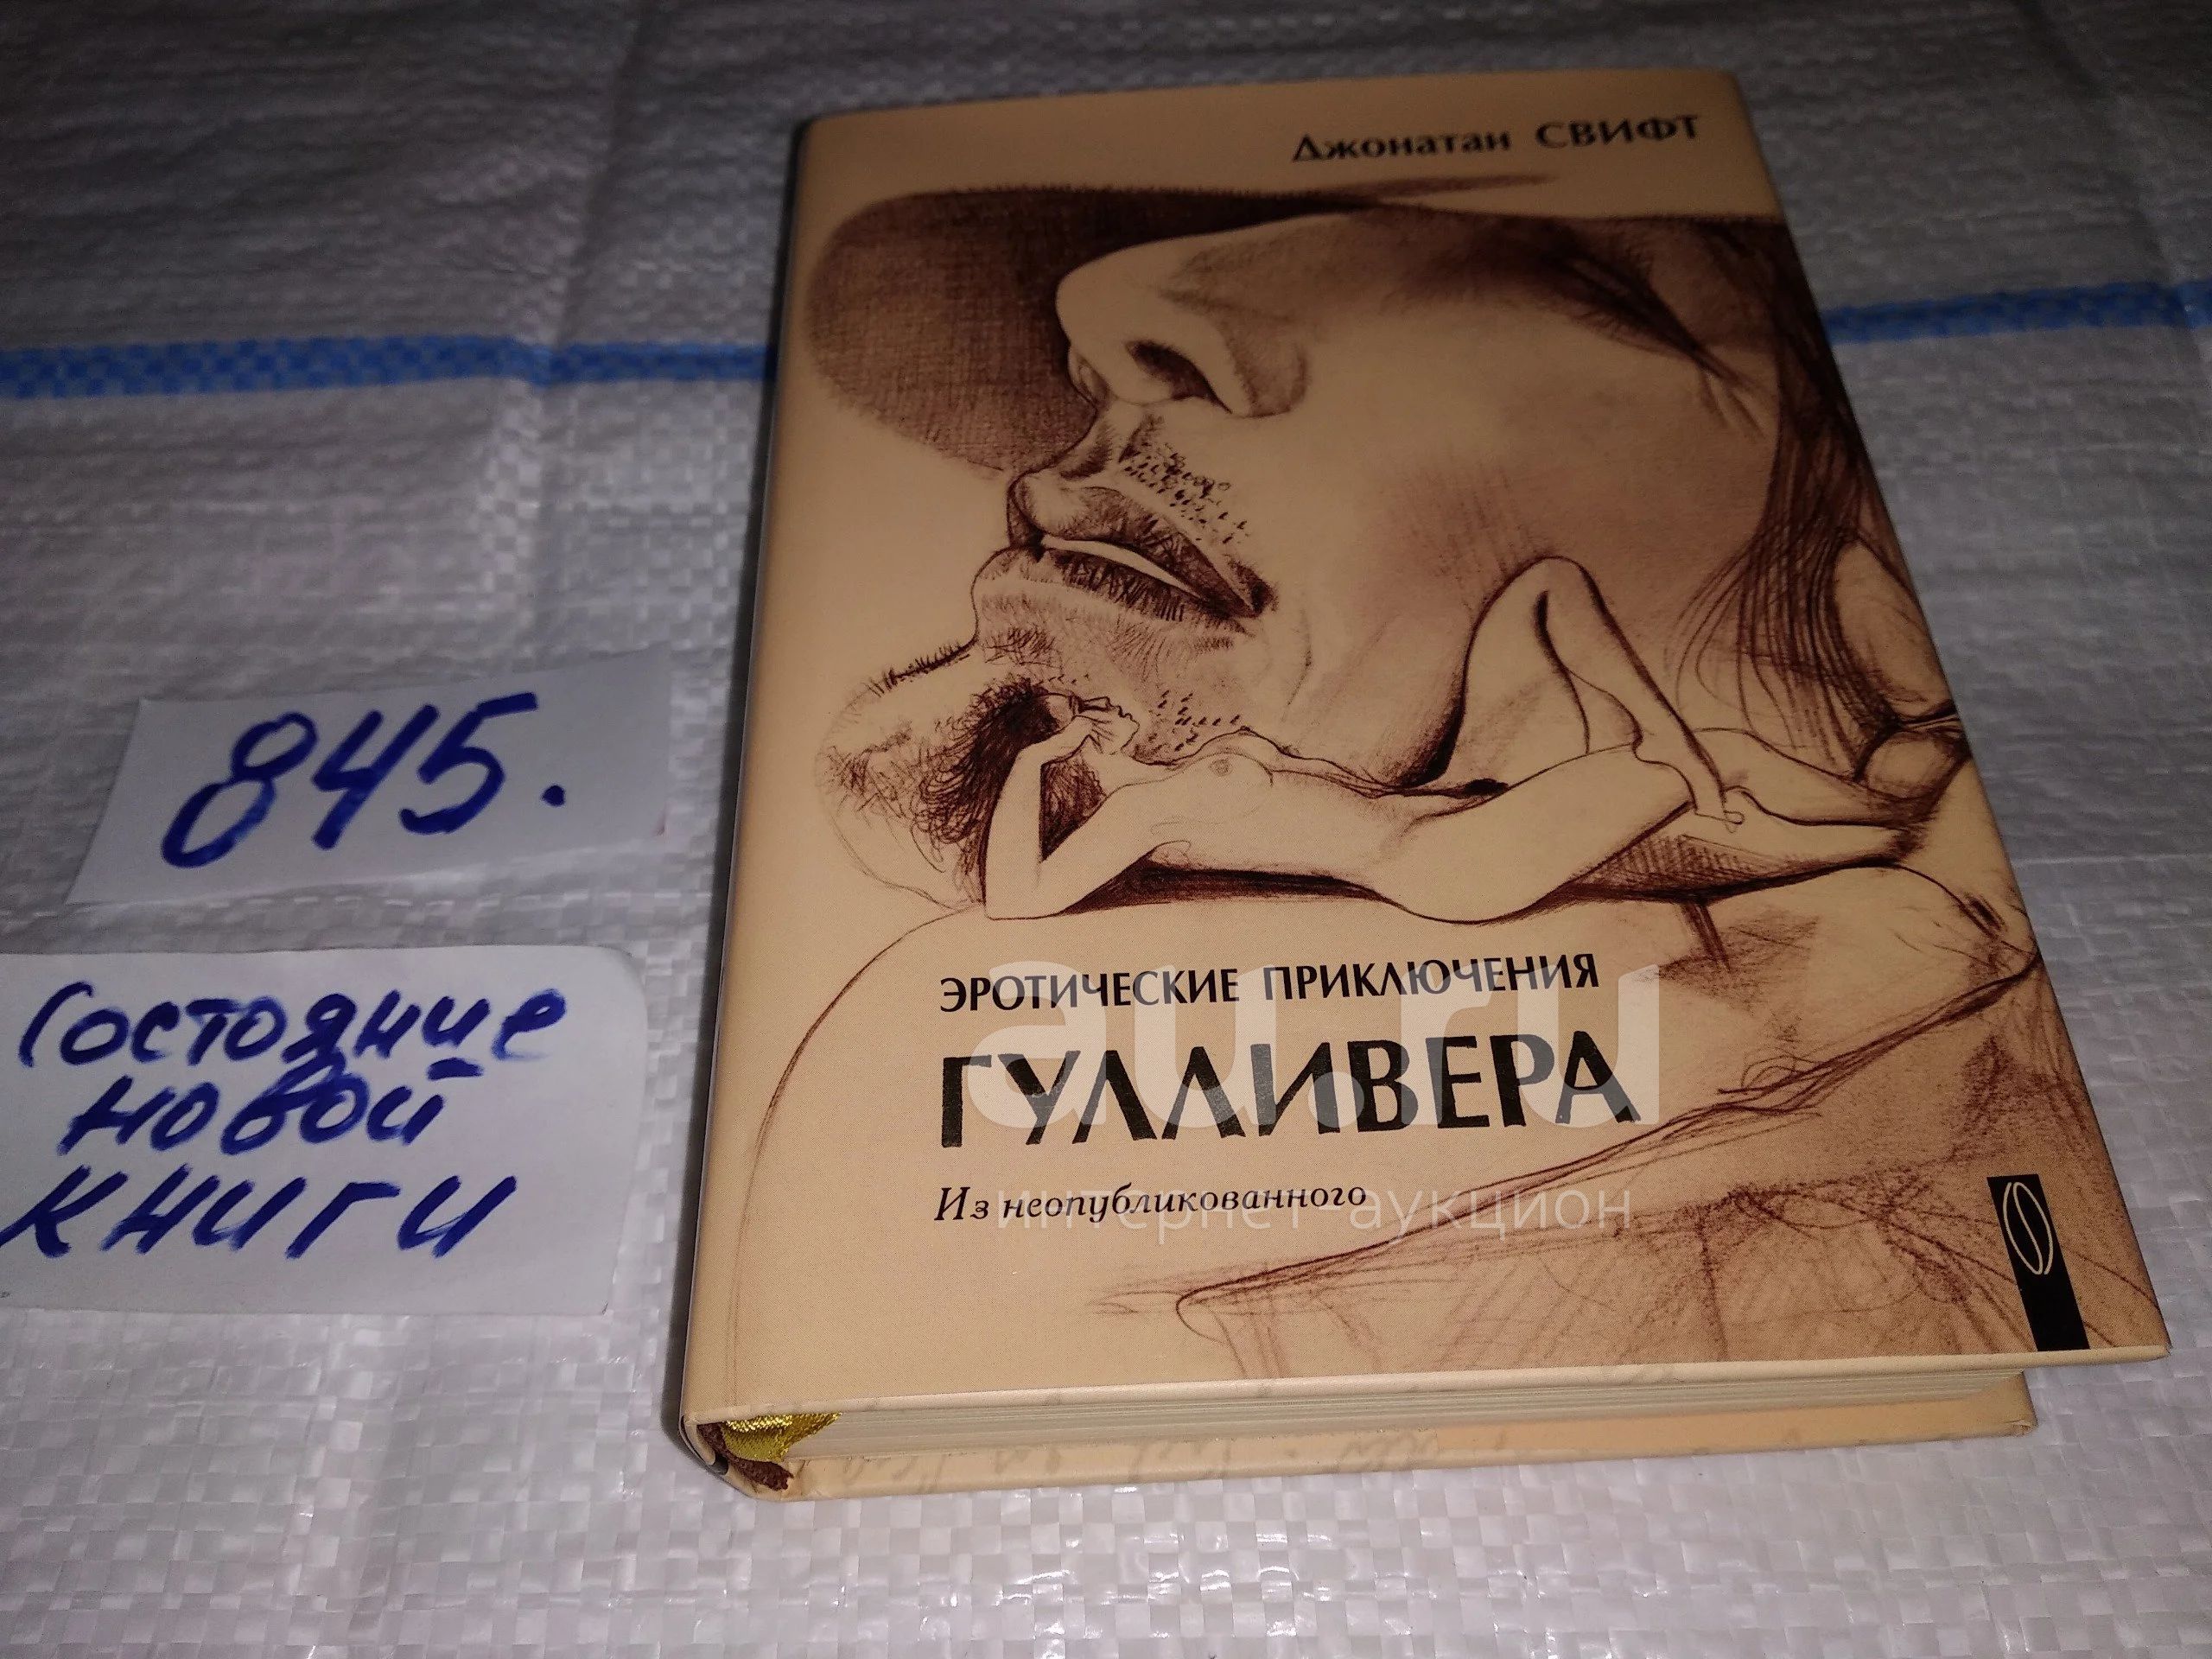 Джонатан СВИФТ
845.
Состояние
новой
книги
ЭРОТИЧЕСКИЕ ПРИКЛЮЧЕНИЯ
ГУЛЛИВЕРА
Из неопубликованного
au.ru
интернет-аукцион